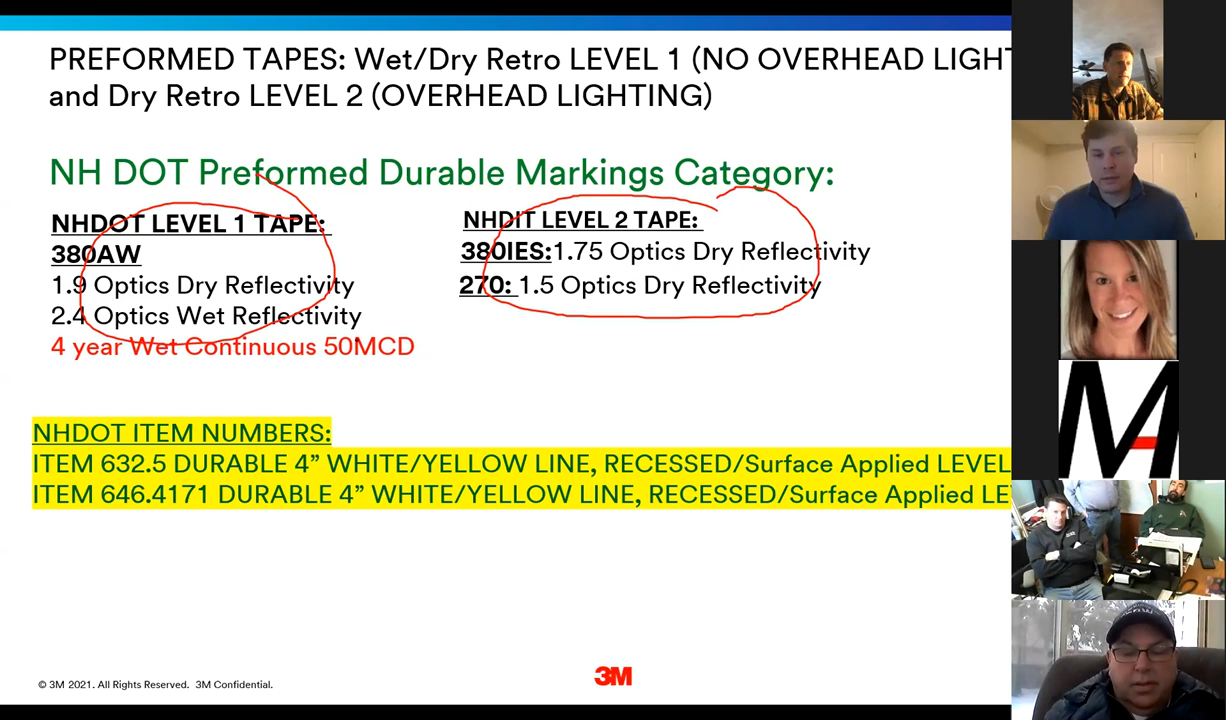 PREFORMED TAPES: Wet/Dry Retro LEVEL 1 (NO OVERHEAD LIGHT
and Dry Retro LEVEL 2 (OVERHEAD LIGHTING)
NH DOT Preformed Durable Markings Category:
NHDOT LEVEL 1 TAPE:
380AW
1.9 Optics Dry Reflectivity
2.4 Optics Wet Reflectivity
4 year Wet Continuous 50MCD
NHDIT LEVEL 2 TAPE:
380IES:1.75 Optics Dry Reflectivity
270: 1.5 Optics Dry Reflectivity
NHDOT ITEM NUMBERS:
ITEM 632.5 DURABLE 4” WHITE/YELLOW LINE, RECESSED/Surface Applied LEVEL
ITEM 646.4171 DURABLE 4” WHITE/YELLOW LINE, RECESSED/Surface Applied LE
© 3M 2021. All Rights Reserved. 3M Confidential.
3M